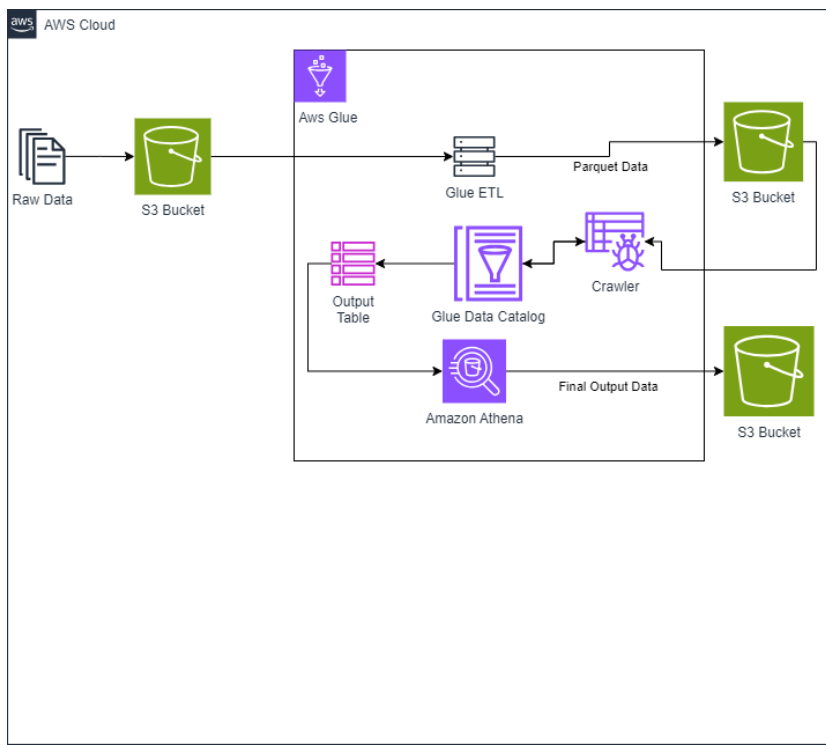 aws
AWS Cloud
Aws Glue
Raw Data
S3 Bucket
Glue ETL
Parquet Data
S3 Bucket
Output
Table
Glue Data Catalog
Crawler
Amazon Athena
Final Output Data
S3 Bucket